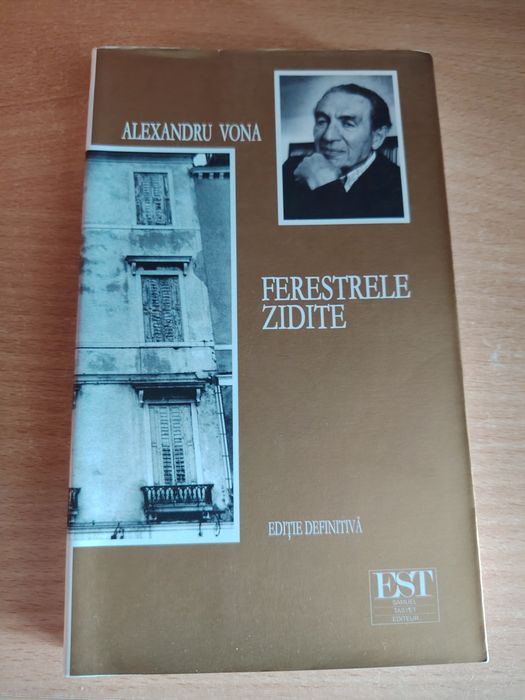 ALEXANDRU VONA
FERESTRELE
ZIDITE
EDIȚIE DEFINITIVĂ
EST
SAMUEL
TASTET
EDITEUR